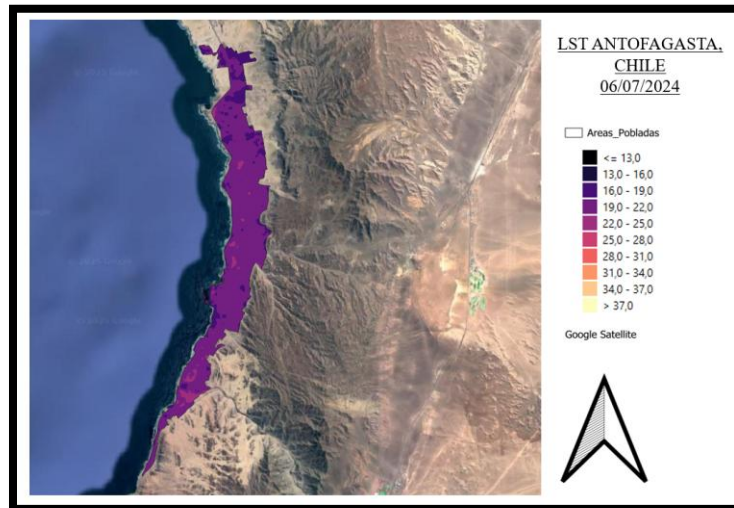 LST ANTOFAGASTA,
CHILE
06/07/2024
Areas_Pobladas
<= 13,0
13,0 - 16,0
16,0 - 19,0
19,0 - 22,0
22,0 - 25,0
25,0 - 28,0
28,0 - 31,0
31,0 - 34,0
34,0 - 37,0
> 37,0
Google Satellite